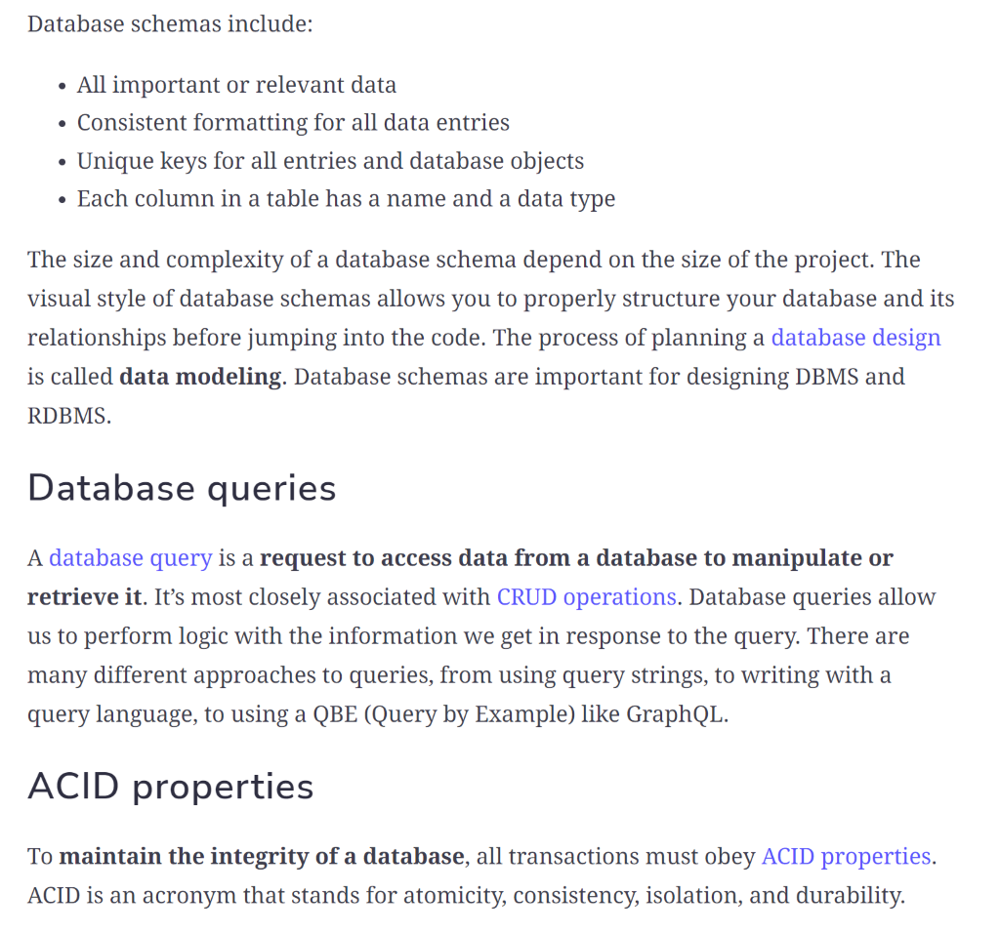 Database schemas include:
• All important or relevant data
• Consistent formatting for all data entries
• Unique keys for all entries and database objects
• Each column in a table has a name and a data type
The size and complexity of a database schema depend on the size of the project. The
visual style of database schemas allows you to properly structure your database and its
relationships before jumping into the code. The process of planning a database design
is called data modeling. Database schemas are important for designing DBMS and
RDBMS.
Database queries
A database query is a request to access data from a database to manipulate or
retrieve it. It’s most closely associated with CRUD operations. Database queries allow
us to perform logic with the information we get in response to the query. There are
many different approaches to queries, from using query strings, to writing with a
query language, to using a QBE (Query by Example) like GraphQL.
ACID properties
To maintain the integrity of a database, all transactions must obey ACID properties.
ACID is an acronym that stands for atomicity, consistency, isolation, and durability.